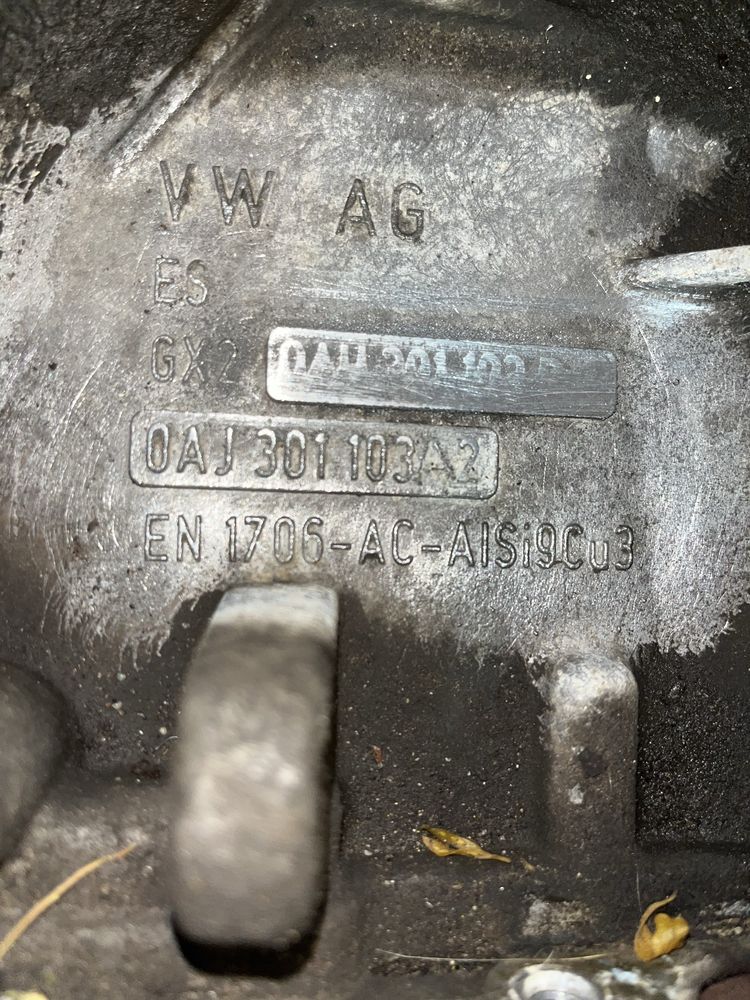 VW AG
ES
GX2
0AJ 301 103 A2
EN 1706-AC-AlSi9Cu3